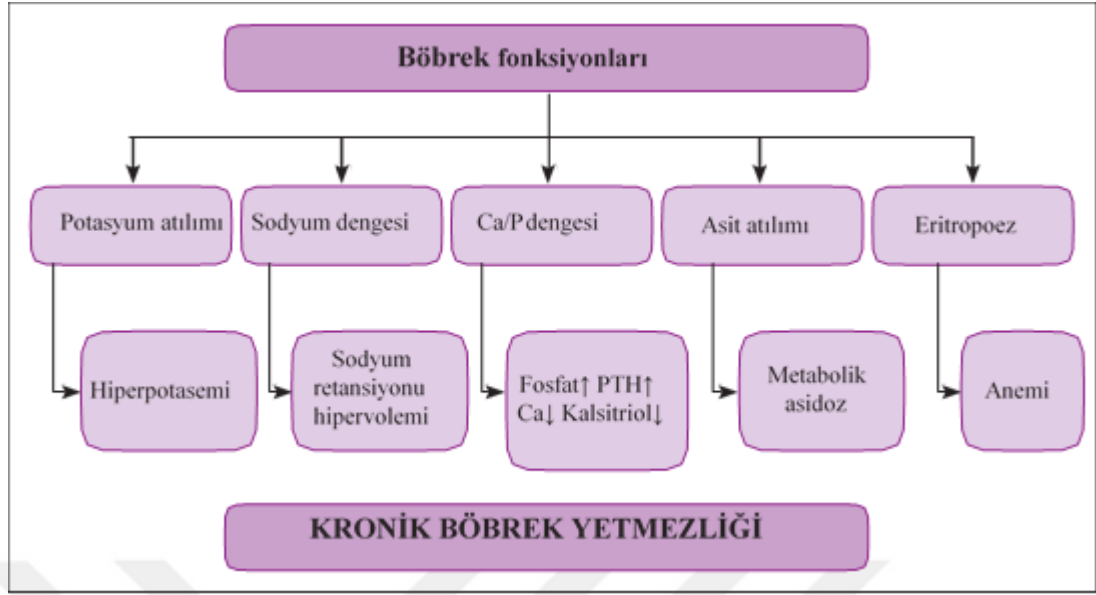 Böbrek fonksiyonları
Potasyum atılımı
Sodyum dengesi
Ca/P dengesi
Asit atılımı
Eritropoez
Hiperpotasemi
Sodyum
retansiyonu
hipervolemi
Fosfat↑ PTH↑
Ca↓ Kalsitriol↓
Metabolik
asidoz
Anemi
KRONİK BÖBREK YETMEZLİĞİ